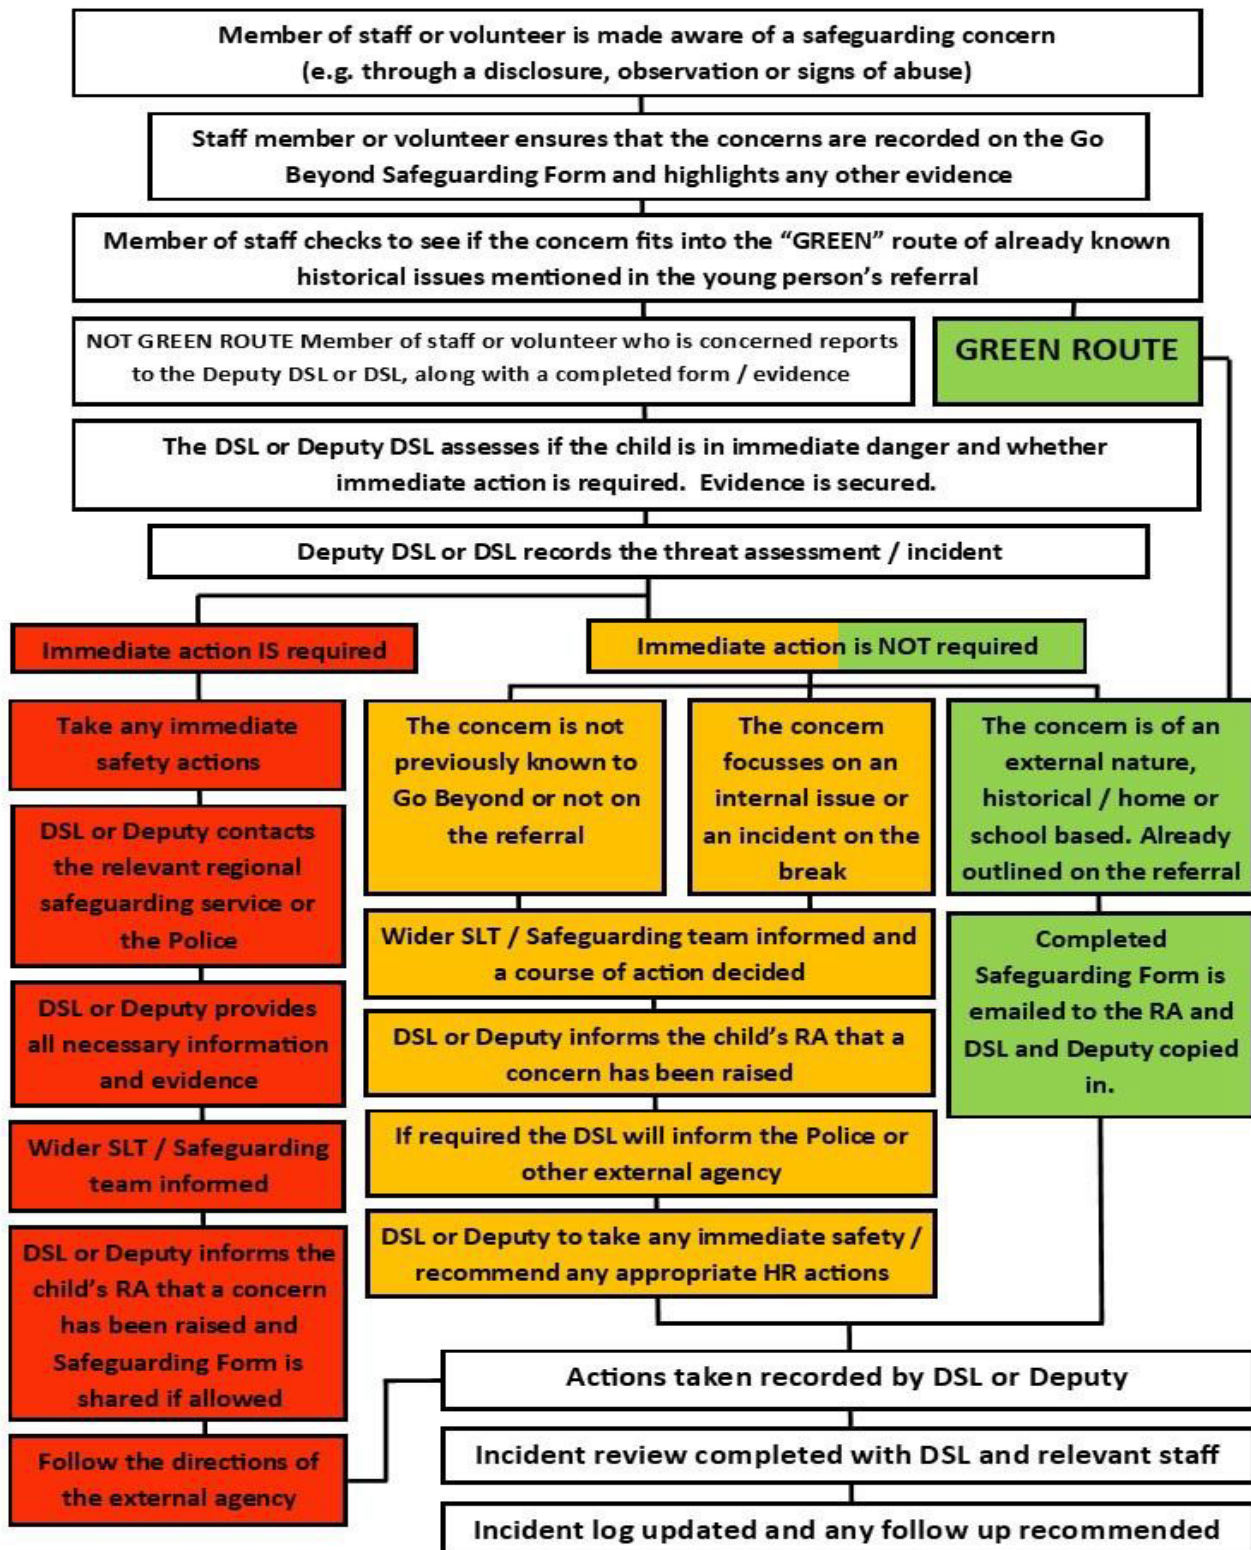 Member of staff or volunteer is made aware of a safeguarding concern
(e.g. through a disclosure, observation or signs of abuse)
Staff member or volunteer ensures that the concerns are recorded on the Go
Beyond Safeguarding Form and highlights any other evidence
Member of staff checks to see if the concern fits into the “GREEN” route of already known
historical issues mentioned in the young person’s referral
NOT GREEN ROUTE Member of staff or volunteer who is concerned reports
to the Deputy DSL or DSL, along with a completed form / evidence
GREEN ROUTE
The DSL or Deputy DSL assesses if the child is in immediate danger and whether
immediate action is required.  Evidence is secured.
Deputy DSL or DSL records the threat assessment / incident
Immediate action IS required
Take any immediate
safety actions
DSL or Deputy contacts
the relevant regional
safeguarding service or
the Police
DSL or Deputy provides
all necessary information
and evidence
Wider SLT / Safeguarding
team informed
DSL or Deputy informs the
child’s RA that a concern
has been raised and
Safeguarding Form is
shared if allowed
Follow the directions of
the external agency
Immediate action is NOT required
The concern is not
previously known to
Go Beyond or not on
the referral
The concern
focusses on an
internal issue or
an incident on the
break
Wider SLT / Safeguarding team informed and
a course of action decided
DSL or Deputy informs the child’s RA that a
concern has been raised
If required the DSL will inform the Police or
other external agency
DSL or Deputy to take any immediate safety /
recommend any appropriate HR actions
The concern is of an
external nature,
historical / home or
school based. Already
outlined on the referral
Completed
Safeguarding Form is
emailed to the RA and
DSL and Deputy copied
in.
Actions taken recorded by DSL or Deputy
Incident review completed with DSL and relevant staff
Incident log updated and any follow up recommended